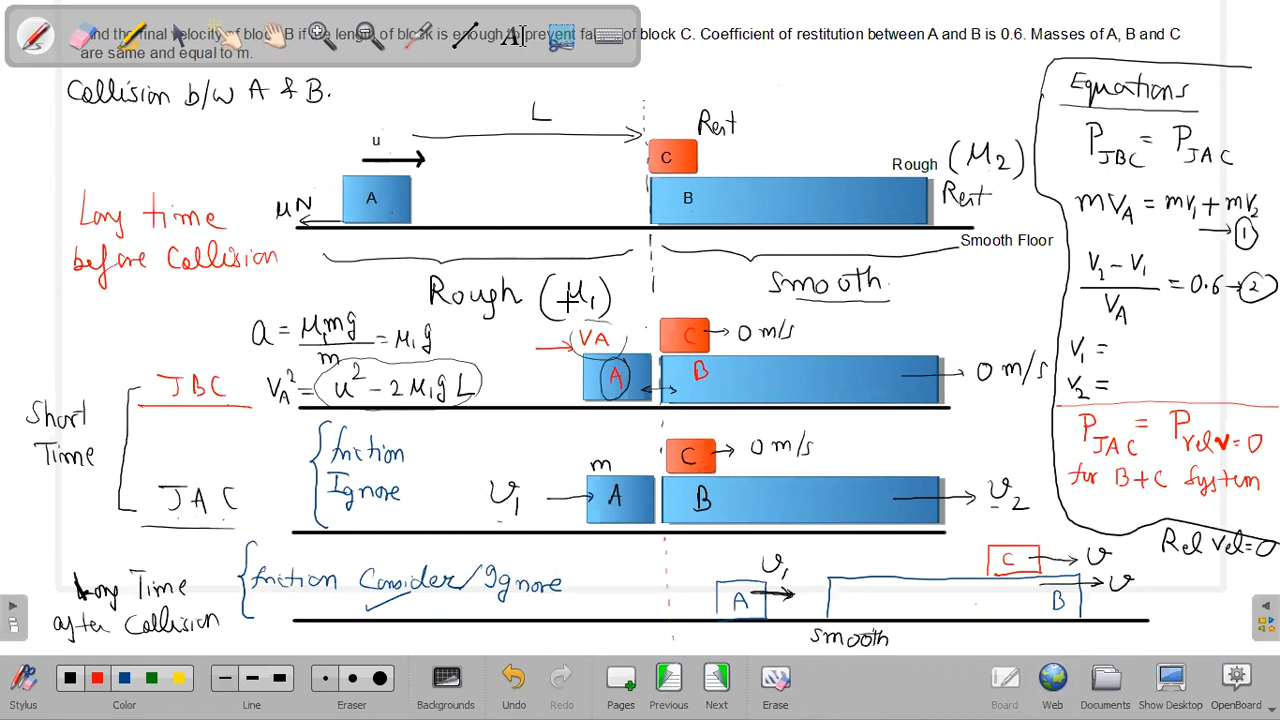 and the final velocity of block B if the length of block is enough to prevent fall of block C. Coefficient of restitution between A and B is 0.6. Masses of A, B and C
are same and equal to m.
Collision b/w A & B.
L
Rest
u
C
A
B
Rough (μ2)
Rest
μN
Smooth Floor
Long time
before Collision
Rough (μ1)
smooth
a = μ1mg/m = μ1g
VA
C → 0 m/s
A
B
→ 0 m/s
JBC
VA² = u² - 2μ1gL
Short
Time
{friction
Ignore
m
C → 0 m/s
JAC
v1
A
B
v2
Long Time
after Collision
{friction Consider/Ignore
v1
A
C → v
→ v
B
smooth
Equations
PJBC = PJAC
mVA = mv1 + mv2
→ 1
V2 - V1
VA
= 0.6 → 2
V1 =
V2 =
PJAC = Prel v=0
for B+C System
Rel Vel=0
Stylus
Color
Line
Eraser
Backgrounds
Undo
Redo
Pages
Previous
Next
Erase
Board
Web
Documents
Show Desktop
OpenBoard